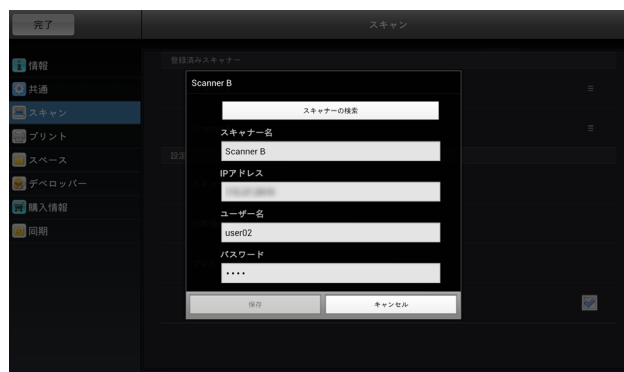 完了
スキャン
情報
共通
スキャン
プリント
スペース
デベロッパー
購入情報
同期
登録済みスキャナー
設定
Scanner B
スキャナーの検索
スキャナー名
Scanner B
IPアドレス
ユーザー名
user02
パスワード
••••
保存
キャンセル